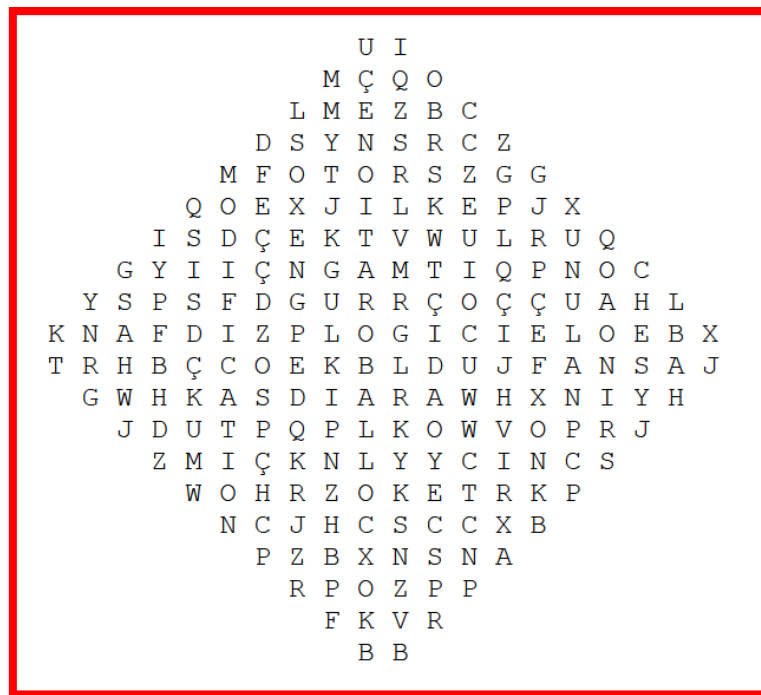 U I
M Ç Q O
L M E Z B C
D S Y N S R C Z
M F O T O R S Z G G
Q O E X J I L K E P J X
I S D Ç E K T V W U L R U Q
G Y I I Ç N G A M T I Q P N O C
Y S P S F D G U R R Ç O Ç Ç U A H L
K N A F D I Z P L O G I C I E L O E B X
T R H B Ç C O E K B L D U J F A N S A J
G W H K A S D I A R A W H X N I Y H
J D U T P Q P L K O W V O P R J
Z M I Ç K N L Y Y C I N C S
W O H R Z O K E T R K P
N C J H C S C C X B
P Z B X N S N A
R P O Z P P
F K V R
B B